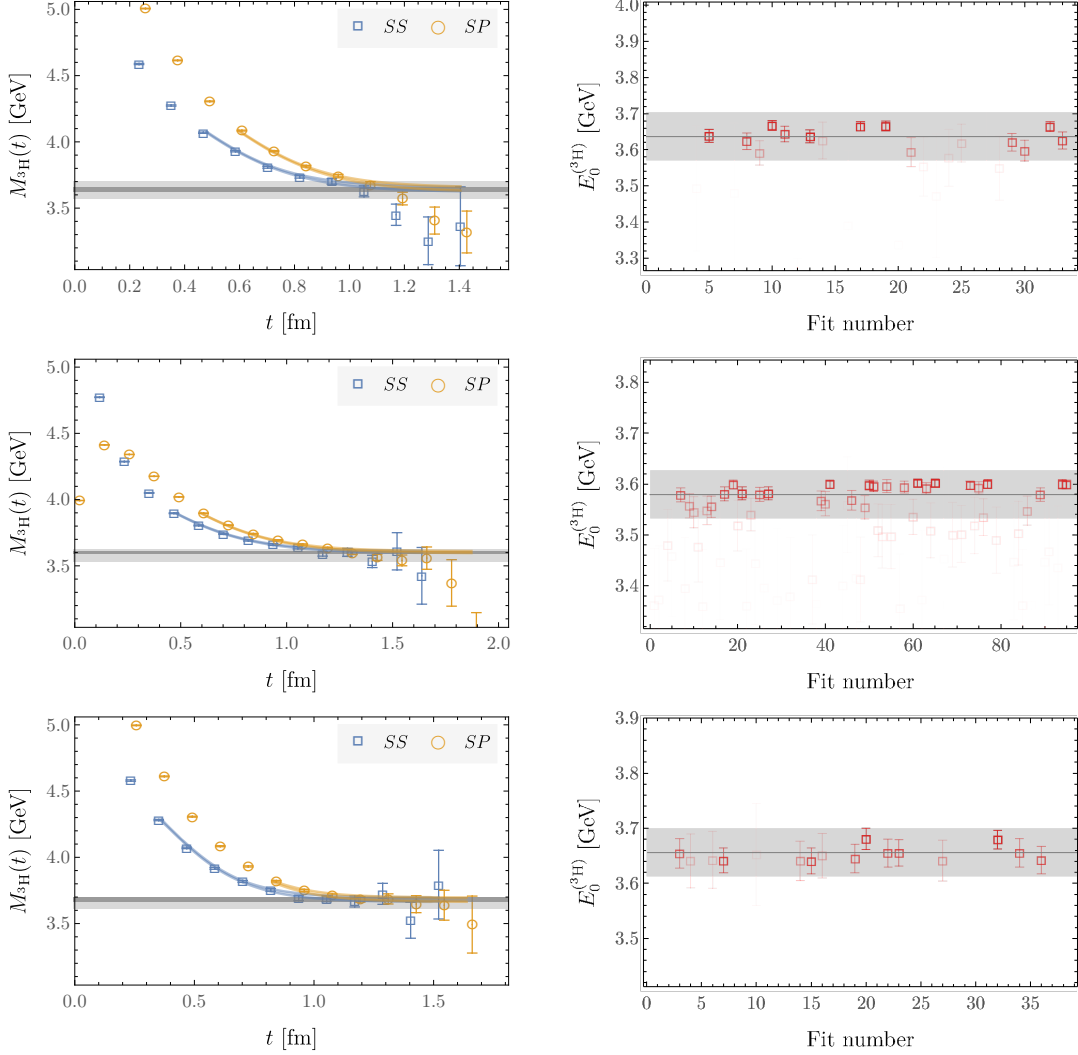 SS SP
M³H(t) [GeV]
5.0
4.5
4.0
3.5
0.0 0.2 0.4 0.6 0.8 1.0 1.2 1.4
t [fm]
E₀^(³H) [GeV]
4.0
3.9
3.8
3.7
3.6
3.5
3.4
3.3
0 5 10 15 20 25 30
Fit number
SS SP
M³H(t) [GeV]
5.0
4.5
4.0
3.5
0.0 0.5 1.0 1.5 2.0
t [fm]
E₀^(³H) [GeV]
3.8
3.7
3.6
3.5
3.4
0 20 40 60 80
Fit number
SS SP
M³H(t) [GeV]
5.0
4.5
4.0
3.5
0.0 0.5 1.0 1.5
t [fm]
E₀^(³H) [GeV]
3.9
3.8
3.7
3.6
3.5
0 5 10 15 20 25 30 35
Fit number